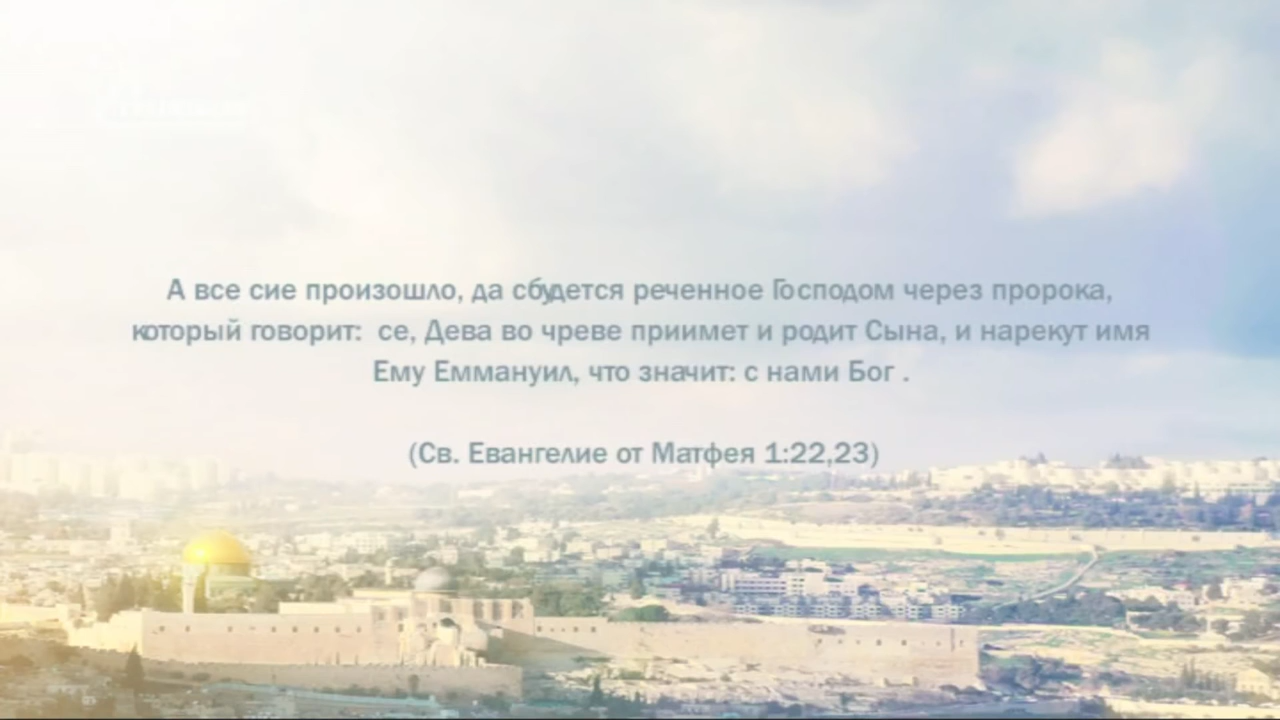 А все сие произошло, да сбудется реченное Господом через пророка,
который говорит: се, Дева во чреве приимет и родит Сына, и нарекут имя
Ему Еммануил, что значит: с нами Бог .
(Св. Евангелие от Матфея 1:22,23)